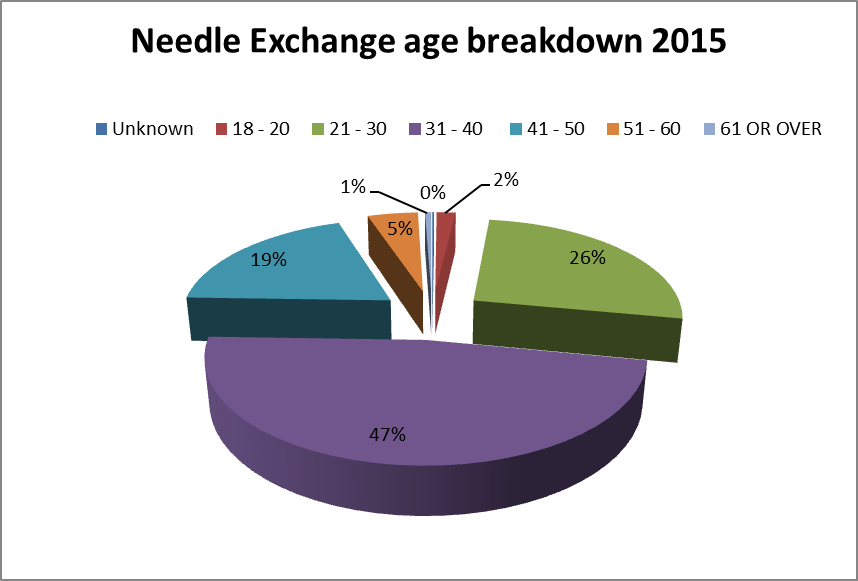 Needle Exchange age breakdown 2015
Unknown 18 - 20 21 - 30 31 - 40 41 - 50 51 - 60 61 OR OVER
1% 0% 2%
5%
19% 26%
47%